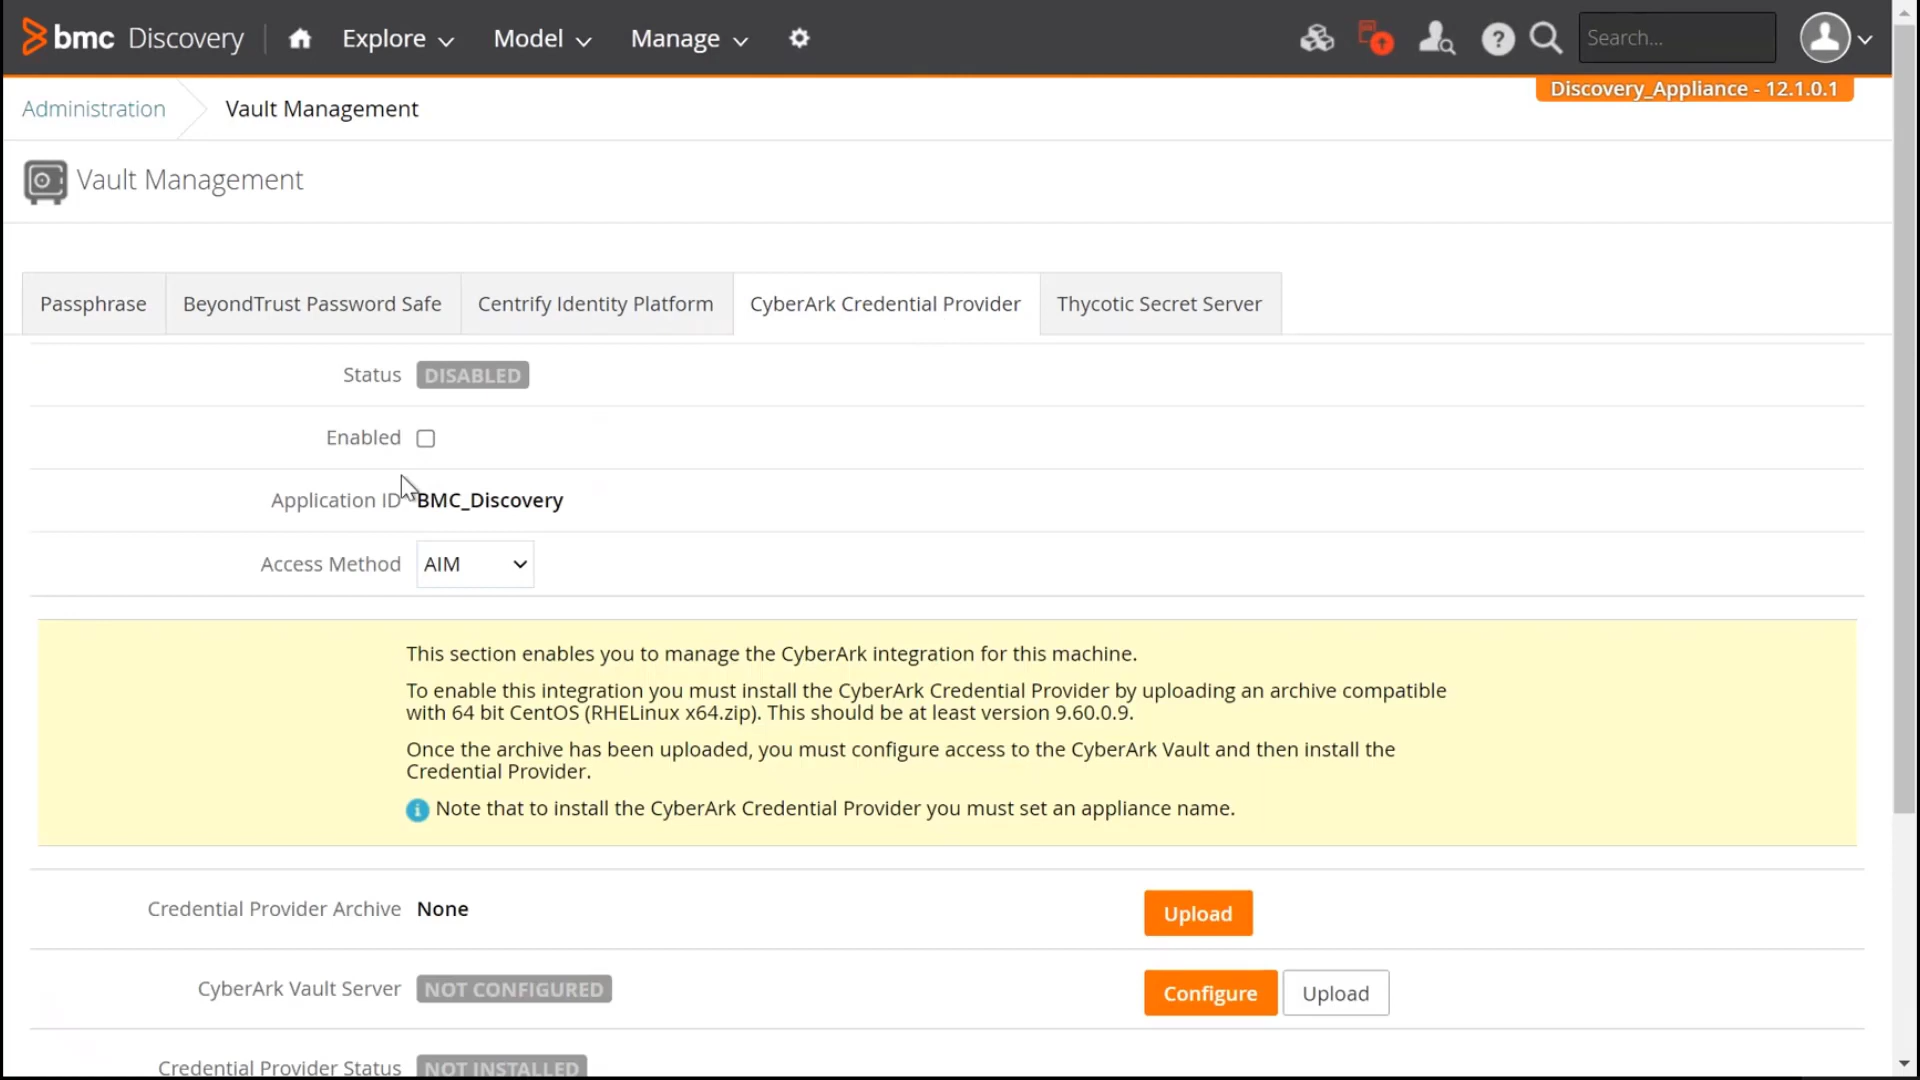 bmc Discovery
Explore
Model
Manage
?
Search...
Discovery_Appliance - 12.1.0.1
Administration
Vault Management
Vault Management
Passphrase
BeyondTrust Password Safe
Centrify Identity Platform
CyberArk Credential Provider
Thycotic Secret Server
Status DISABLED
Enabled
Application ID BMC_Discovery
Access Method AIM
This section enables you to manage the CyberArk integration for this machine.
To enable this integration you must install the CyberArk Credential Provider by uploading an archive compatible
with 64 bit CentOS (RHELinux x64.zip). This should be at least version 9.60.0.9.
Once the archive has been uploaded, you must configure access to the CyberArk Vault and then install the
Credential Provider.
i Note that to install the CyberArk Credential Provider you must set an appliance name.
Credential Provider Archive None Upload
CyberArk Vault Server NOT CONFIGURED Configure Upload
Credential Provider Status NOT INSTALLED